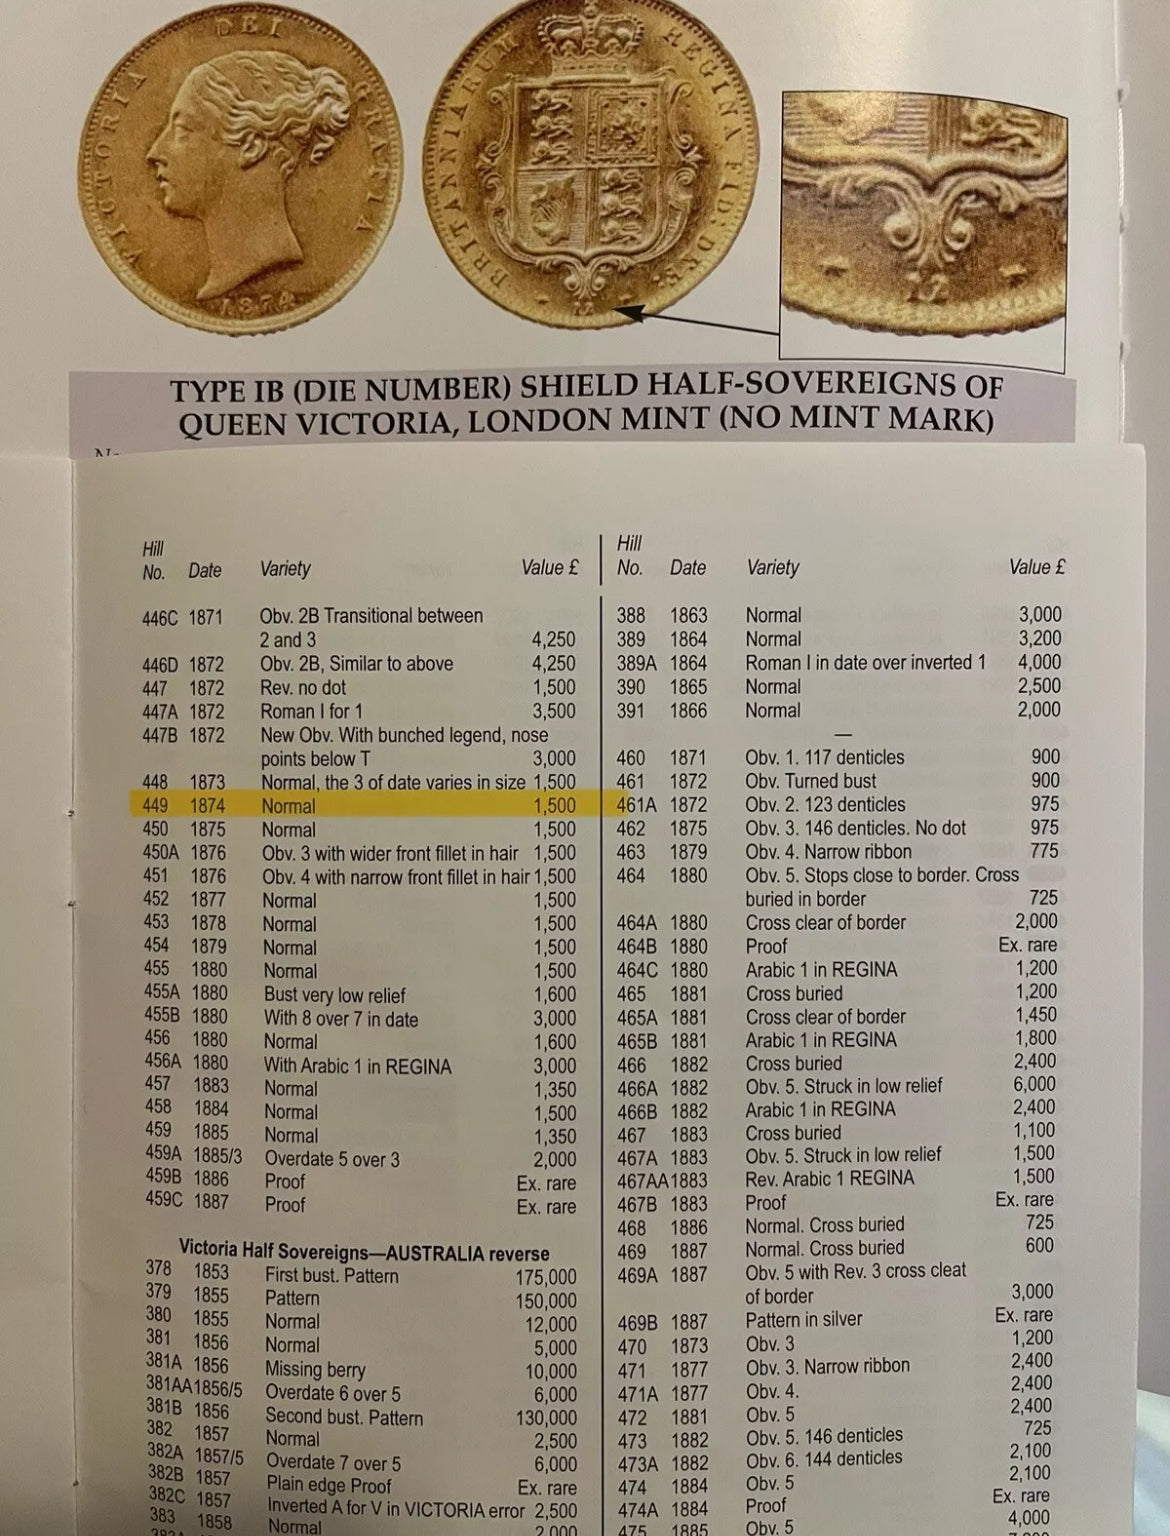 VICTORIA DEI GRATIA
1874
BRITANNIARUM REGINA FID: DEF:
12
12
TYPE IB (DIE NUMBER) SHIELD HALF-SOVEREIGNS OF
QUEEN VICTORIA, LONDON MINT (NO MINT MARK)
Hill
No. Date Variety Value £
446C 1871 Obv. 2B Transitional between
2 and 3 4,250
446D 1872 Obv. 2B, Similar to above 4,250
447 1872 Rev. no dot 1,500
447A 1872 Roman I for 1 3,500
447B 1872 New Obv. With bunched legend, nose
points below T 3,000
448 1873 Normal, the 3 of date varies in size 1,500
449 1874 Normal 1,500
450 1875 Normal 1,500
450A 1876 Obv. 3 with wider front fillet in hair 1,500
451 1876 Obv. 4 with narrow front fillet in hair 1,500
452 1877 Normal 1,500
453 1878 Normal 1,500
454 1879 Normal 1,500
455 1880 Normal 1,500
455A 1880 Bust very low relief 1,600
455B 1880 With 8 over 7 in date 3,000
456 1880 Normal 1,600
456A 1880 With Arabic 1 in REGINA 3,000
457 1883 Normal 1,350
458 1884 Normal 1,500
459 1885 Normal 1,350
459A 1885/3 Overdate 5 over 3 2,000
459B 1886 Proof Ex. rare
459C 1887 Proof Ex. rare
Victoria Half Sovereigns—AUSTRALIA reverse
378 1853 First bust. Pattern 175,000
379 1855 Pattern 150,000
380 1855 Normal 12,000
381 1856 Normal 5,000
381A 1856 Missing berry 10,000
381AA 1856/5 Overdate 6 over 5 6,000
381B 1856 Second bust. Pattern 130,000
382 1857 Normal 2,500
382A 1857/5 Overdate 7 over 5 6,000
382B 1857 Plain edge Proof Ex. rare
382C 1857 Inverted A for V in VICTORIA error 2,500
383 1858 Normal 2,000
Hill
No. Date Variety Value £
388 1863 Normal 3,000
389 1864 Normal 3,200
389A 1864 Roman I in date over inverted 1 4,000
390 1865 Normal 2,500
391 1866 Normal 2,000
—
460 1871 Obv. 1. 117 denticles 900
461 1872 Obv. Turned bust 900
461A 1872 Obv. 2. 123 denticles 975
462 1875 Obv. 3. 146 denticles. No dot 975
463 1879 Obv. 4. Narrow ribbon 775
464 1880 Obv. 5. Stops close to border. Cross
buried in border 725
464A 1880 Cross clear of border 2,000
464B 1880 Proof Ex. rare
464C 1880 Arabic 1 in REGINA 1,200
465 1881 Cross buried 1,200
465A 1881 Cross clear of border 1,450
465B 1881 Arabic 1 in REGINA 1,800
466 1882 Cross buried 2,400
466A 1882 Obv. 5. Struck in low relief 6,000
466B 1882 Arabic 1 in REGINA 2,400
467 1883 Cross buried 1,100
467A 1883 Obv. 5. Struck in low relief 1,500
467AA 1883 Rev. Arabic 1 REGINA 1,500
467B 1883 Proof Ex. rare
468 1886 Normal. Cross buried 725
469 1887 Normal. Cross buried 600
469A 1887 Obv. 5 with Rev. 3 cross cleat
of border 3,000
469B 1887 Pattern in silver Ex. rare
470 1873 Obv. 3 1,200
471 1877 Obv. 3. Narrow ribbon 2,400
471A 1877 Obv. 4. 2,400
472 1881 Obv. 5 2,400
473 1882 Obv. 5. 146 denticles 725
473A 1882 Obv. 6. 144 denticles 2,100
474 1884 Obv. 5 2,100
474A 1884 Proof Ex. rare
475 1885 Obv. 5 4,000